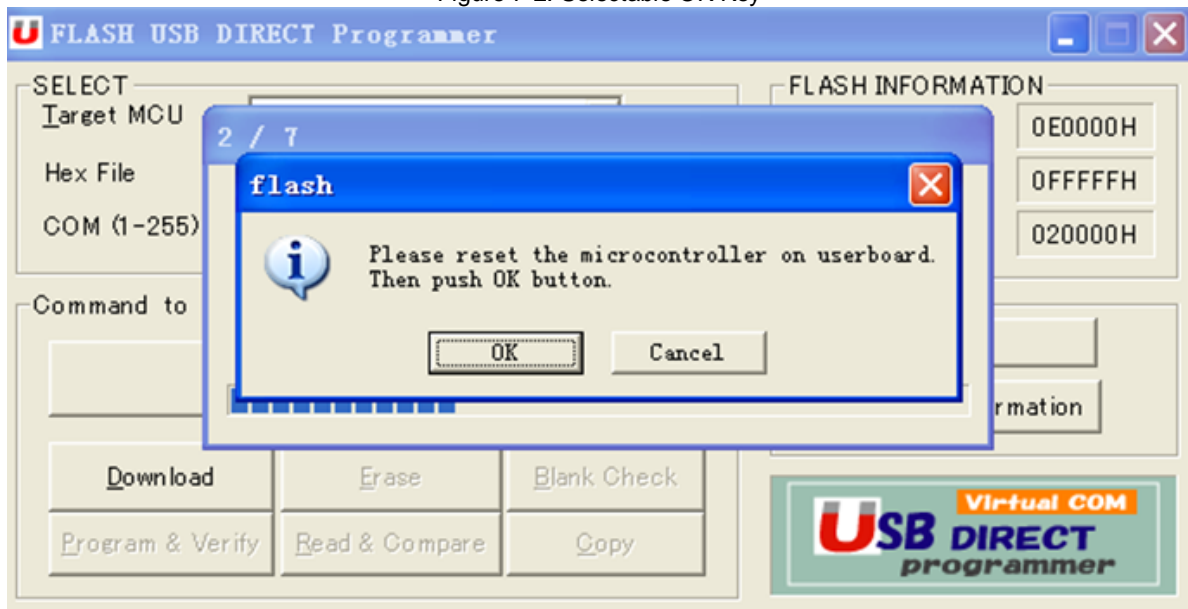 FLASH USB DIRECT Programmer
SELECT
Target MCU
Hex File
COM (1-255)
FLASH INFORMATION
0E0000H
0FFFFFH
020000H
2 / 7
flash
Please reset the microcontroller on userboard.
Then push OK button.
OK
Cancel
Command to
rmation
Download
Erase
Blank Check
Program & Verify
Read & Compare
Copy
Virtual COM
USB DIRECT
programmer